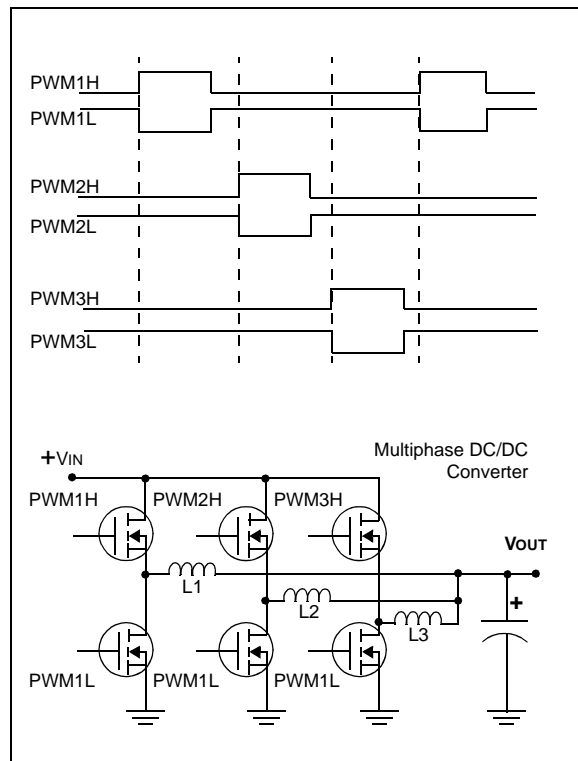 PWM1H
PWM1L
PWM2H
PWM2L
PWM3H
PWM3L
Multiphase DC/DC
Converter
+VIN
PWM1H PWM2H PWM3H
VOUT
L1
L2
+
L3
PWM1L PWM1L PWM1L